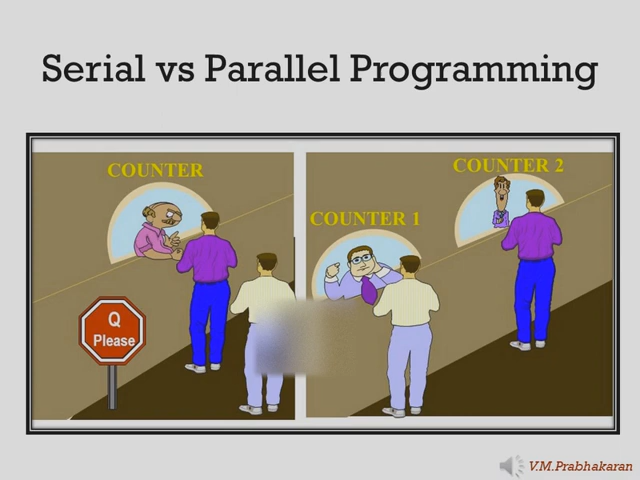 Serial vs Parallel Programming
COUNTER
Q
Please
COUNTER 1
COUNTER 2
V.M.Prabhakaran